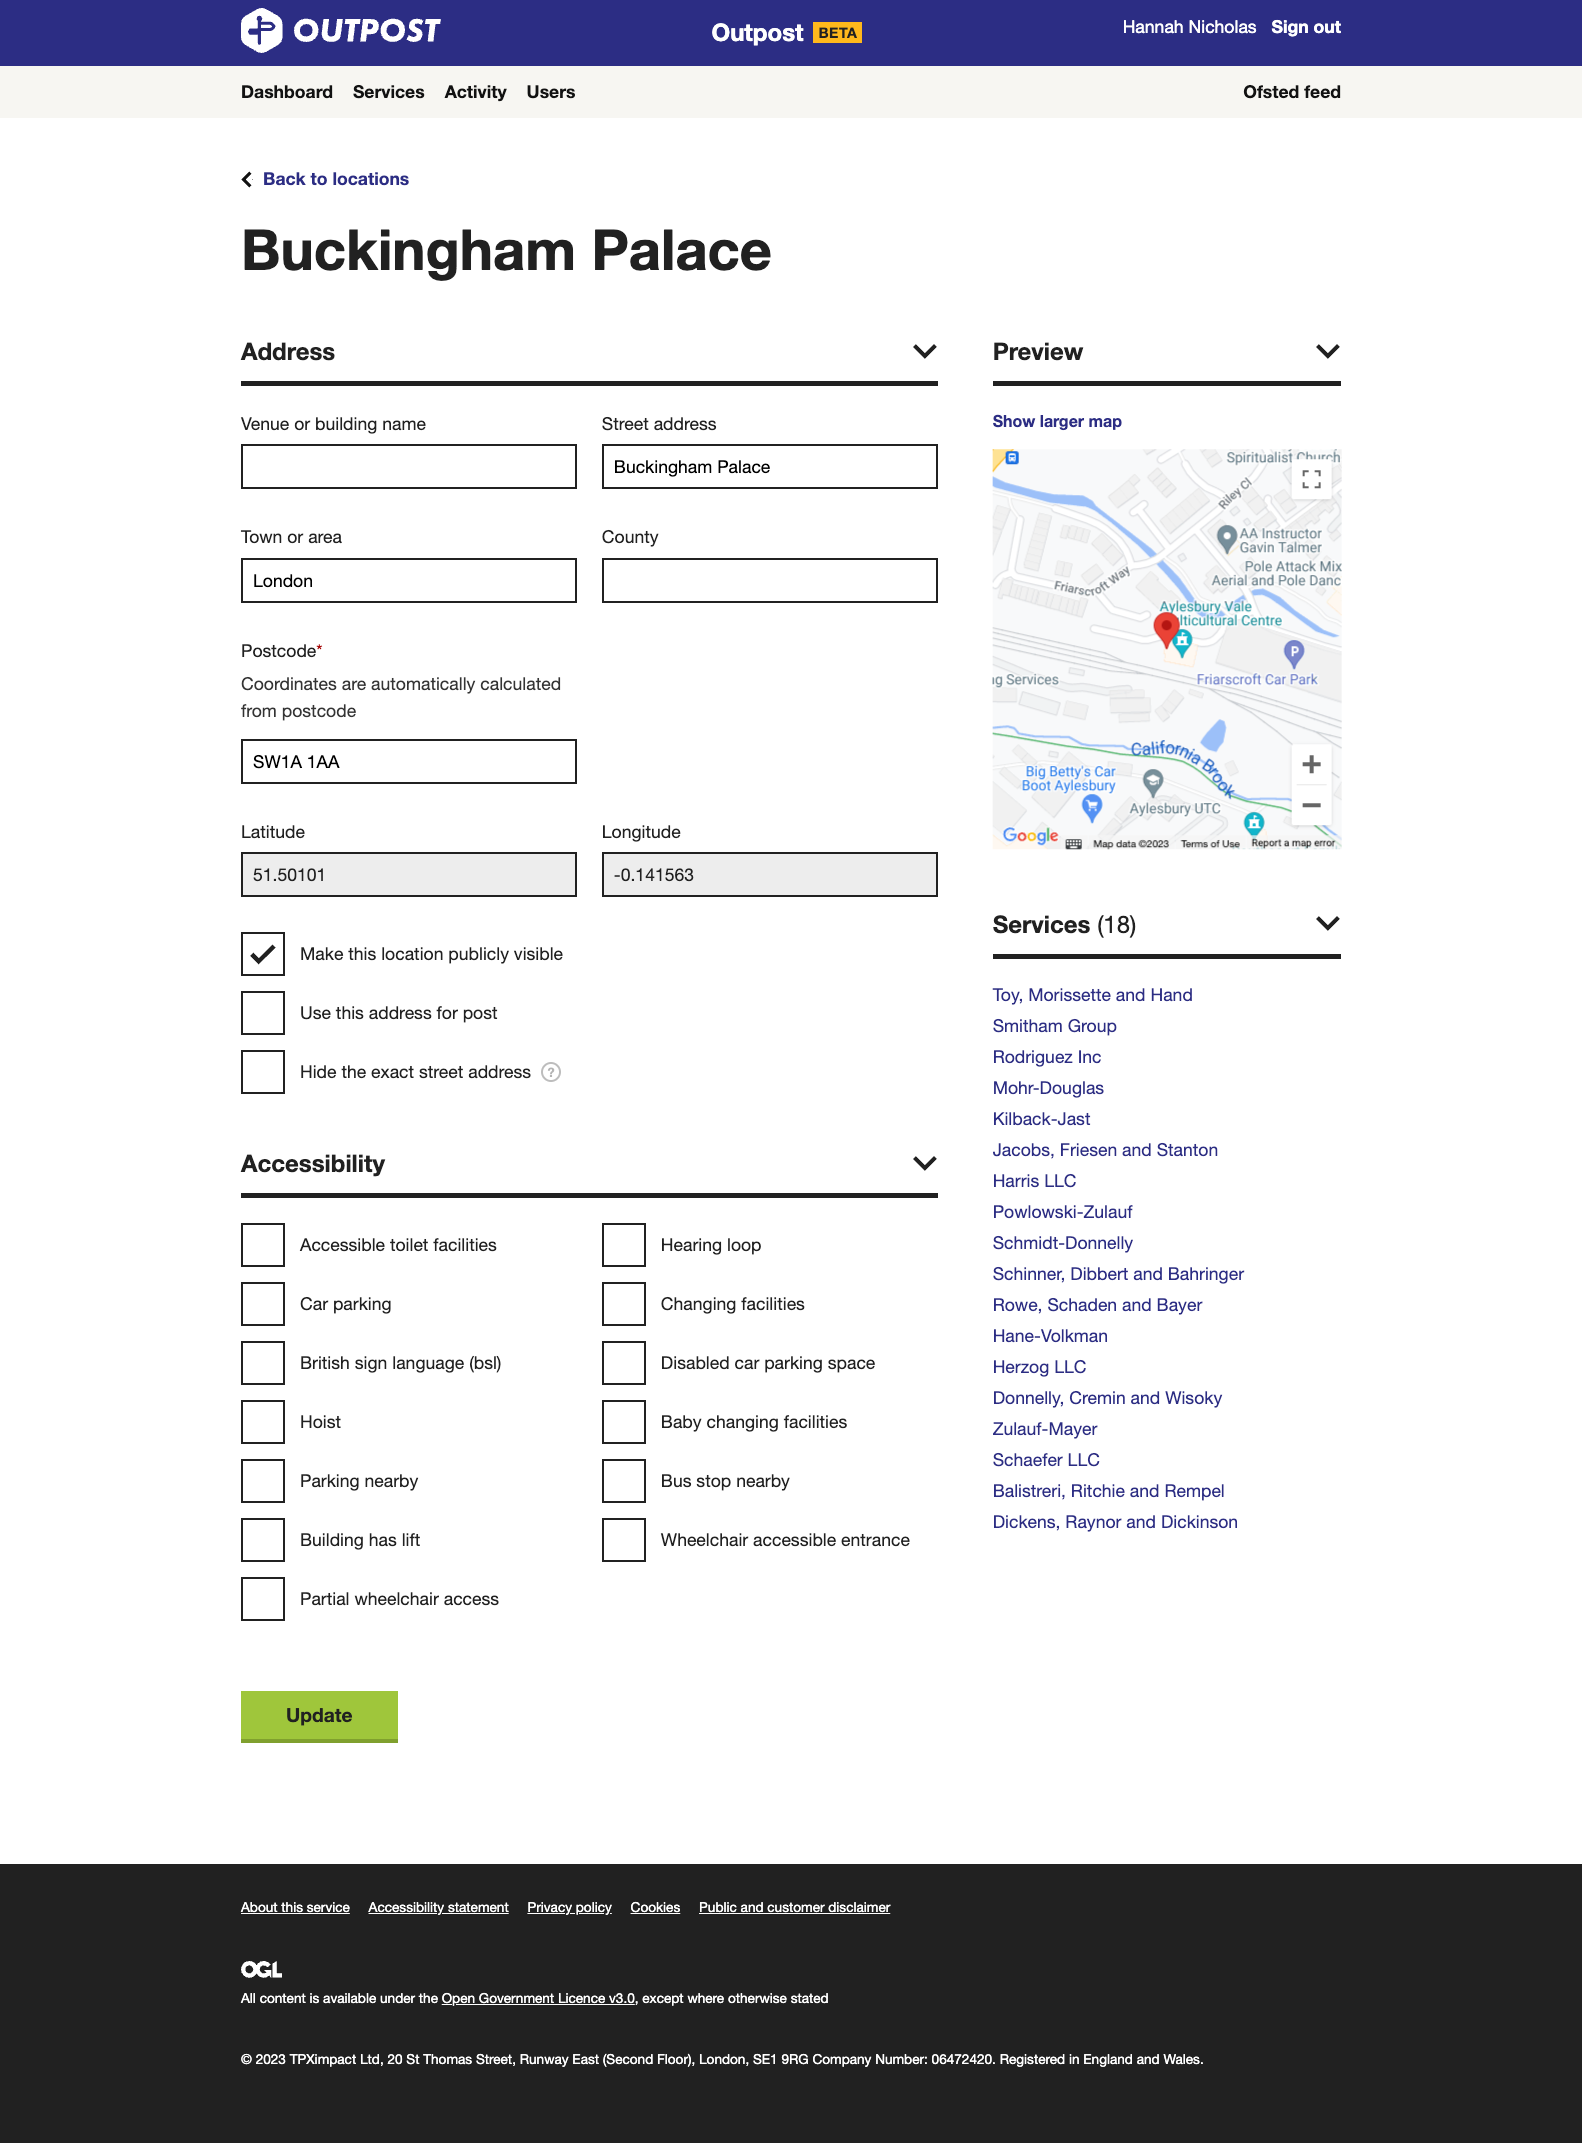 OUTPOST
Outpost BETA
Hannah Nicholas Sign out
Dashboard Services Activity Users
Ofsted feed
Back to locations
Buckingham Palace
Address
Venue or building name
Street address
Buckingham Palace
Town or area
London
County
Postcode*
Coordinates are automatically calculated
from postcode
SW1A 1AA
Latitude
51.50101
Longitude
-0.141563
Make this location publicly visible
Use this address for post
Hide the exact street address ?
Accessibility
Accessible toilet facilities
Hearing loop
Car parking
Changing facilities
British sign language (bsl)
Disabled car parking space
Hoist
Baby changing facilities
Parking nearby
Bus stop nearby
Building has lift
Wheelchair accessible entrance
Partial wheelchair access
Update
Preview
Show larger map
Spiritualist Church
Riley Cl
AA Instructor
Gavin Talmer
Pole Attack Mix
Aerial and Pole Danc
Friarscroft Way
Aylesbury Vale
lticultural Centre
P
Friarscroft Car Park
g Services
California Brook
Big Betty's Car
Boot Aylesbury
Aylesbury UTC
Google
Map data ©2023 Terms of Use Report a map error
Services (18)
Toy, Morissette and Hand
Smitham Group
Rodriguez Inc
Mohr-Douglas
Kilback-Jast
Jacobs, Friesen and Stanton
Harris LLC
Powlowski-Zulauf
Schmidt-Donnelly
Schinner, Dibbert and Bahringer
Rowe, Schaden and Bayer
Hane-Volkman
Herzog LLC
Donnelly, Cremin and Wisoky
Zulauf-Mayer
Schaefer LLC
Balistreri, Ritchie and Rempel
Dickens, Raynor and Dickinson
About this service Accessibility statement Privacy policy Cookies Public and customer disclaimer
OGL
All content is available under the Open Government Licence v3.0, except where otherwise stated
© 2023 TPXimpact Ltd, 20 St Thomas Street, Runway East (Second Floor), London, SE1 9RG Company Number: 06472420. Registered in England and Wales.